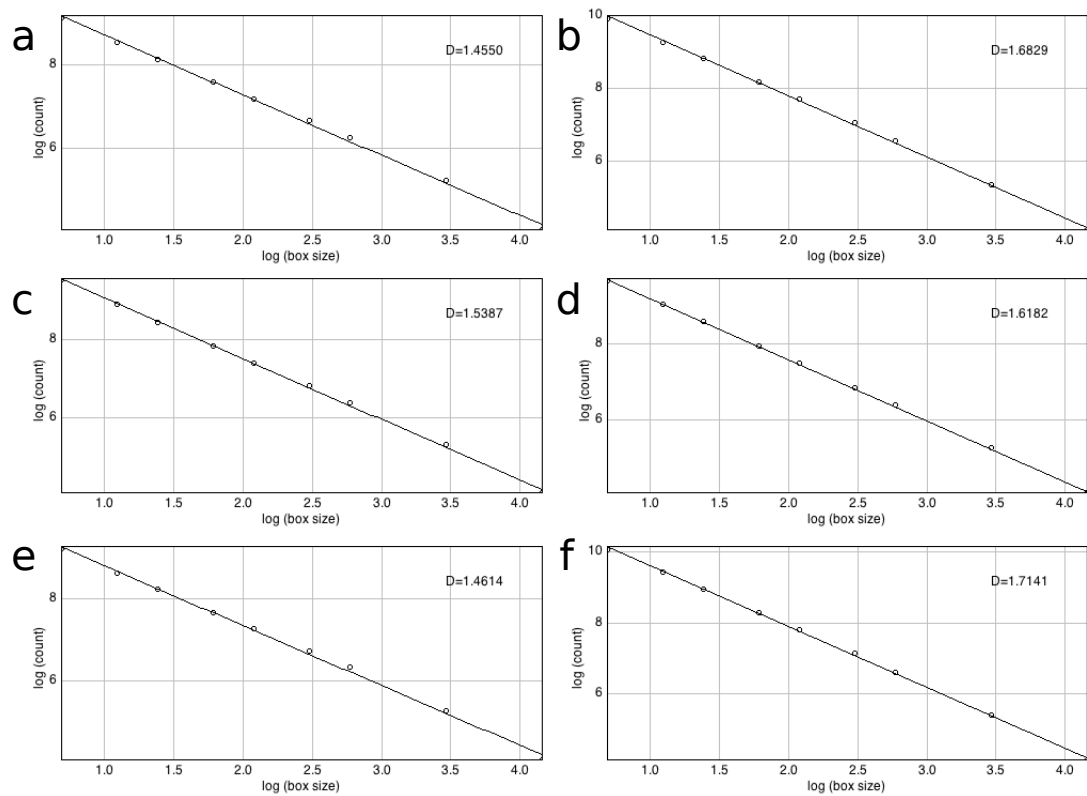 a
D=1.4550
8
6
log (count)
1.0 1.5 2.0 2.5 3.0 3.5 4.0
log (box size)
b
10
D=1.6829
8
6
log (count)
1.0 1.5 2.0 2.5 3.0 3.5 4.0
log (box size)
c
D=1.5387
8
6
log (count)
1.0 1.5 2.0 2.5 3.0 3.5 4.0
log (box size)
d
D=1.6182
8
6
log (count)
1.0 1.5 2.0 2.5 3.0 3.5 4.0
log (box size)
e
D=1.4614
8
6
log (count)
1.0 1.5 2.0 2.5 3.0 3.5 4.0
log (box size)
f
10
D=1.7141
8
6
log (count)
1.0 1.5 2.0 2.5 3.0 3.5 4.0
log (box size)